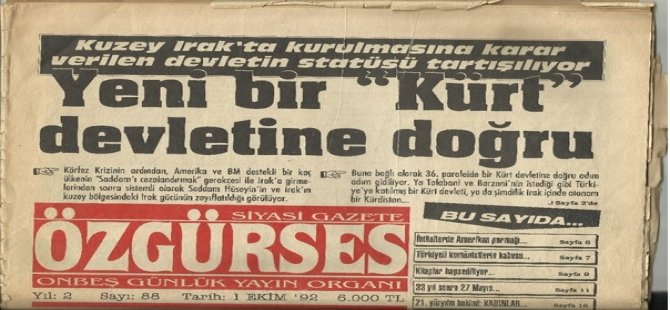 Kuzey Irak'ta kurulmasına karar
verilen devletin statüsü tartışılıyor
Yeni bir "Kürt"
devletine doğru
Körfez Krizinin ardından, Amerika ve BM destekli bir kaç
ülkenin "Saddam'ı cezalandırmak" gerekcesi ile Irak'a girme-
lerinden sonra sistemli olarak Saddam Hüseyin'in ve Irak'ın
kuzey bölgesindeki Irak gücünün zayıflatıldığı görülüyor.
Buna bağlı olarak 36. paralelde bir Kürt devletine doğru adım
adım gidiliyor. Ya Talabani ve Barzani'nin istediği gibi Türki-
ye'ye katılmış bir Kürt devleti, ya da şimdilik Irak içinde otonom
bir Kürdistan...
Sayfa 2'de
SİYASİ GAZETE
ÖZGÜRSES
ONBEŞ GÜNLÜK YAYIN ORGANI
Yıl: 2 Sayı: 88 Tarih: 1 EKİM '92 6.000 TL
BU SAYIDA...
İhtilallerde Amerikan parmağı... Sayfa 6
Türkiyeli komünistlerin kabusu... Sayfa 7
Kitaplar hapsediliyor... Sayfa 9
33 yıl sonra 27 Mayıs... Sayfa 11
21. yüzyılın hakimi: KADINLAR... Sayfa 16